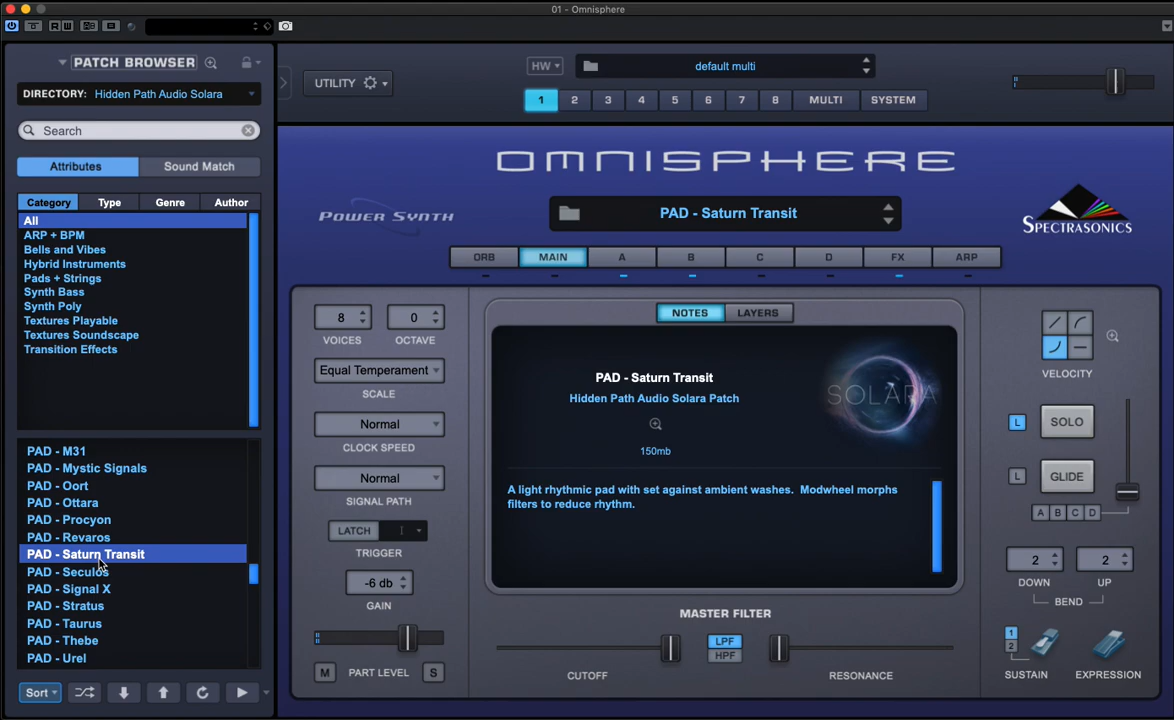 01 - Omnisphere
R W
PATCH BROWSER
DIRECTORY: Hidden Path Audio Solara
Search
Attributes Sound Match
Category Type Genre Author
All
ARP + BPM
Bells and Vibes
Hybrid Instruments
Pads + Strings
Synth Bass
Synth Poly
Textures Playable
Textures Soundscape
Transition Effects
PAD - M31
PAD - Mystic Signals
PAD - Oort
PAD - Ottara
PAD - Procyon
PAD - Revaros
PAD - Saturn Transit
PAD - Seculos
PAD - Signal X
PAD - Stratus
PAD - Taurus
PAD - Thebe
PAD - Urel
Sort
UTILITY
HW
default multi
1 2 3 4 5 6 7 8 MULTI SYSTEM
OMNISPHERE
POWER SYNTH
PAD - Saturn Transit
SPECTRASONICS
ORB MAIN A B C D FX ARP
8 0
VOICES OCTAVE
Equal Temperament
SCALE
Normal
CLOCK SPEED
Normal
SIGNAL PATH
LATCH
TRIGGER
-6 db
GAIN
M PART LEVEL S
NOTES LAYERS
PAD - Saturn Transit
Hidden Path Audio Solara Patch
SOLARA
150mb
A light rhythmic pad with set against ambient washes. Modwheel morphs
filters to reduce rhythm.
MASTER FILTER
LPF
HPF
CUTOFF RESONANCE
VELOCITY
L SOLO
L GLIDE
A B C D
2 2
DOWN UP
BEND
1
2
SUSTAIN EXPRESSION